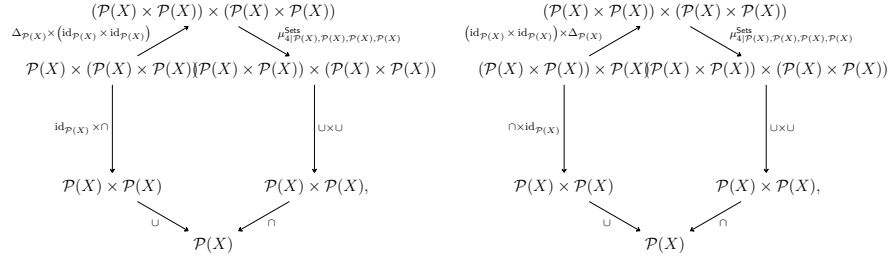 (𝒫(X) × 𝒫(X)) × (𝒫(X) × 𝒫(X))
Δ_{𝒫(X)} × (id_{𝒫(X)} × id_{𝒫(X)})
μ^{Sets}_{4|𝒫(X),𝒫(X),𝒫(X),𝒫(X)}
𝒫(X) × (𝒫(X) × 𝒫(X))
(𝒫(X) × 𝒫(X)) × (𝒫(X) × 𝒫(X))
id_{𝒫(X)} × ∩
∪×∪
𝒫(X) × 𝒫(X)
𝒫(X) × 𝒫(X),
∪
∩
𝒫(X)
(𝒫(X) × 𝒫(X)) × (𝒫(X) × 𝒫(X))
(id_{𝒫(X)} × id_{𝒫(X)}) × Δ_{𝒫(X)}
μ^{Sets}_{4|𝒫(X),𝒫(X),𝒫(X),𝒫(X)}
(𝒫(X) × 𝒫(X)) × 𝒫(X)
(𝒫(X) × 𝒫(X)) × (𝒫(X) × 𝒫(X))
∩×id_{𝒫(X)}
∪×∪
𝒫(X) × 𝒫(X)
𝒫(X) × 𝒫(X),
∪
∩
𝒫(X)